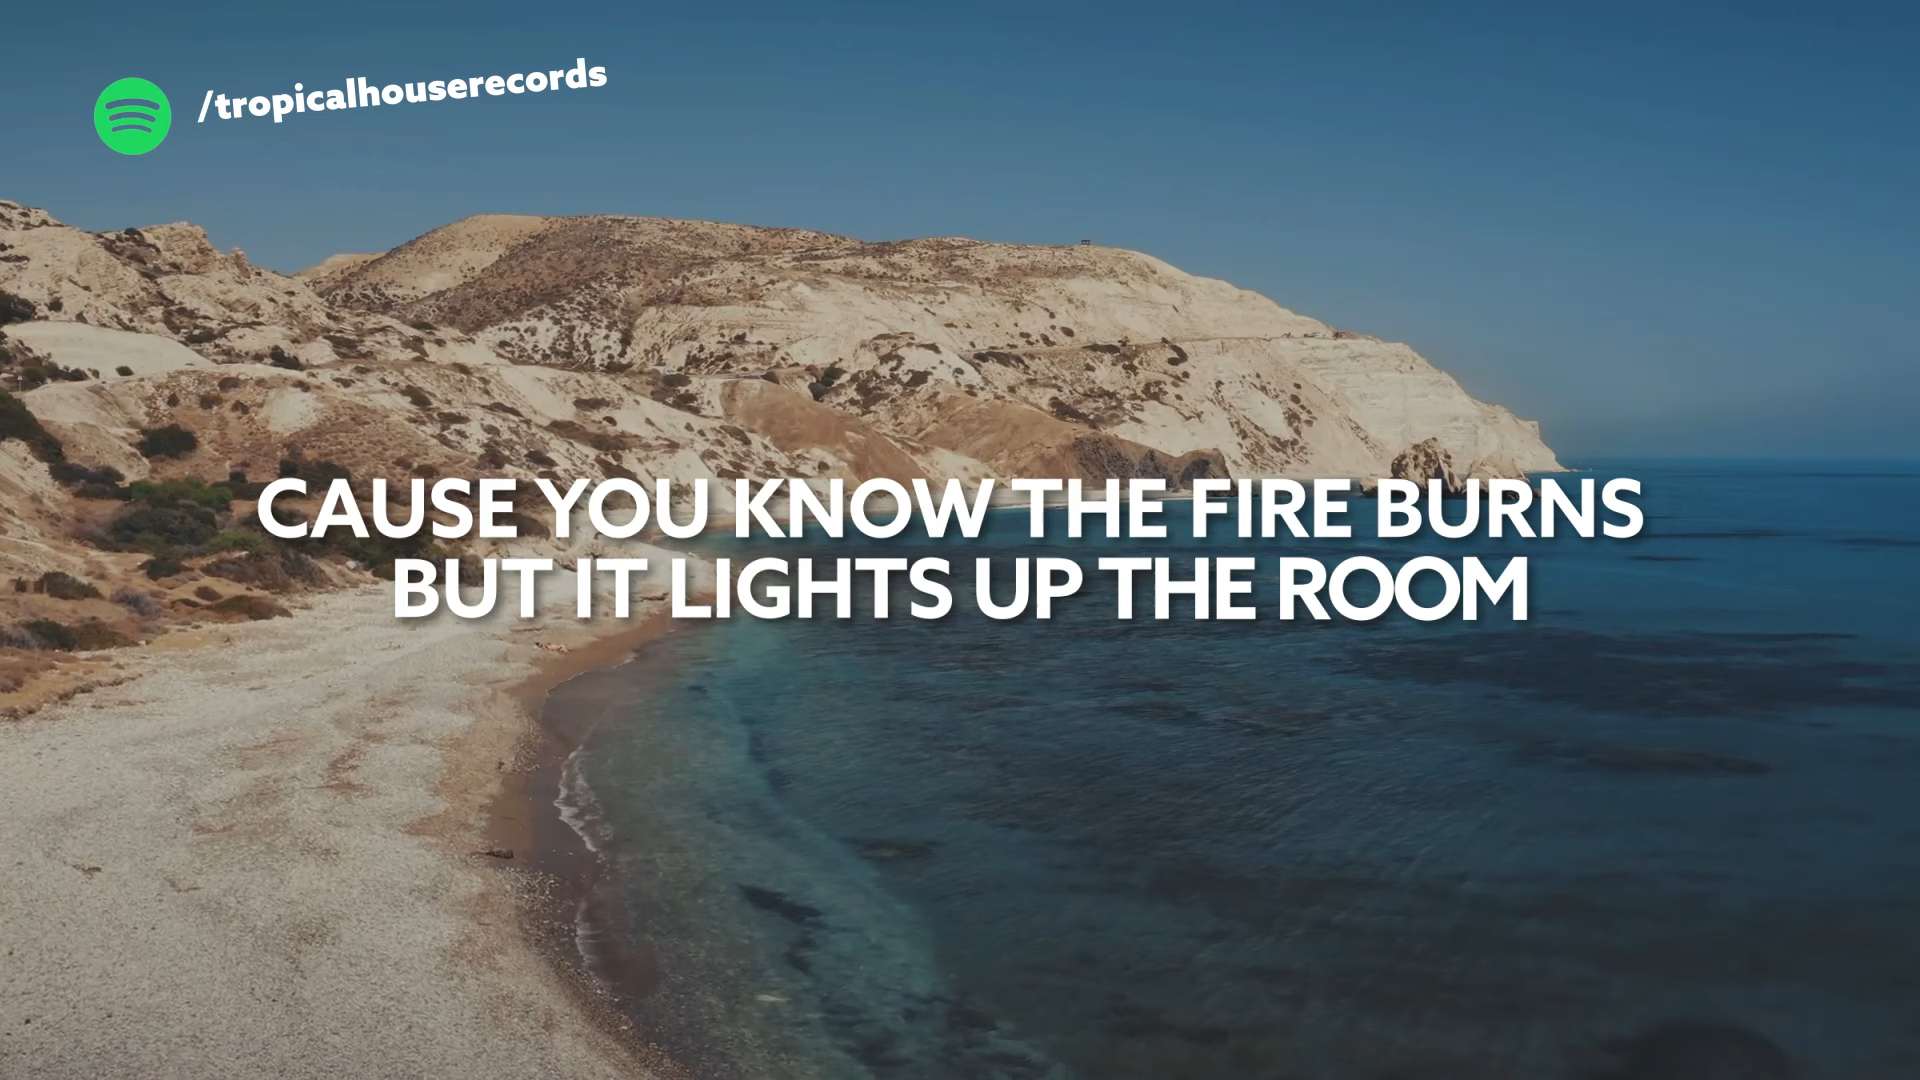 /tropicalhouserecords
CAUSE YOU KNOW THE FIRE BURNS
BUT IT LIGHTS UP THE ROOM